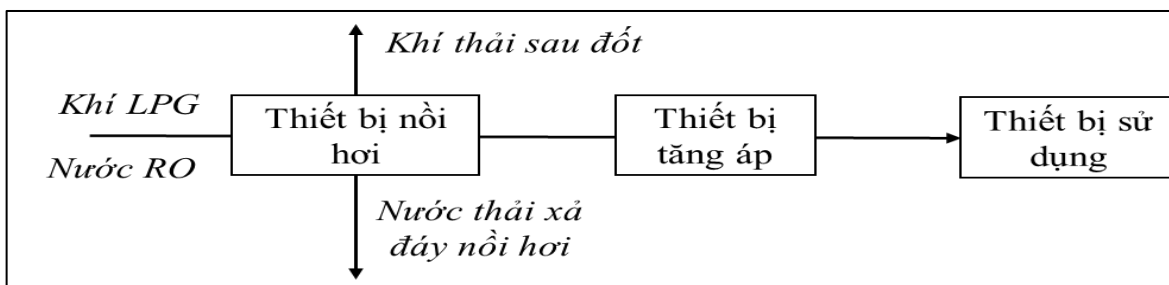 Khí thải sau đốt
Khí LPG
Nước RO
Thiết bị nồi
hơi
Thiết bị
tăng áp
Thiết bị sử
dụng
Nước thải xả
đáy nồi hơi